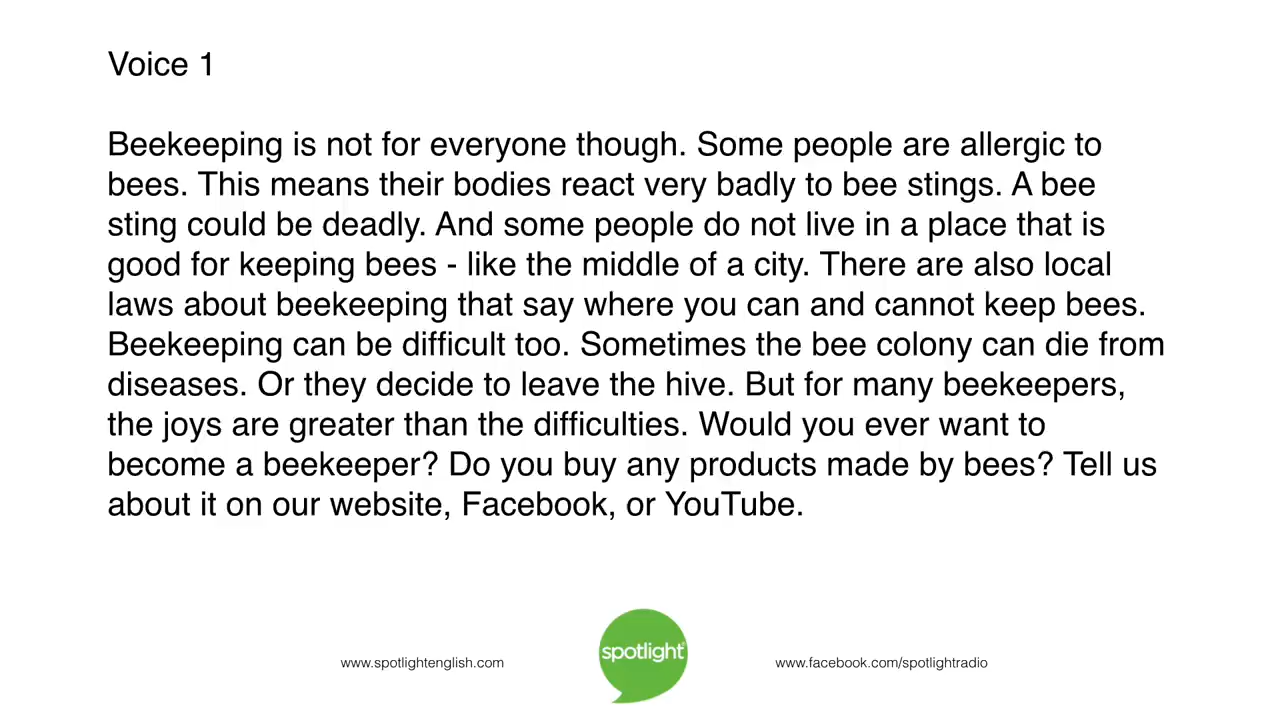 Voice 1
Beekeeping is not for everyone though. Some people are allergic to
bees. This means their bodies react very badly to bee stings. A bee
sting could be deadly. And some people do not live in a place that is
good for keeping bees - like the middle of a city. There are also local
laws about beekeeping that say where you can and cannot keep bees.
Beekeeping can be difficult too. Sometimes the bee colony can die from
diseases. Or they decide to leave the hive. But for many beekeepers,
the joys are greater than the difficulties. Would you ever want to
become a beekeeper? Do you buy any products made by bees? Tell us
about it on our website, Facebook, or YouTube.
www.spotlightenglish.com
spotlight
www.facebook.com/spotlightradio